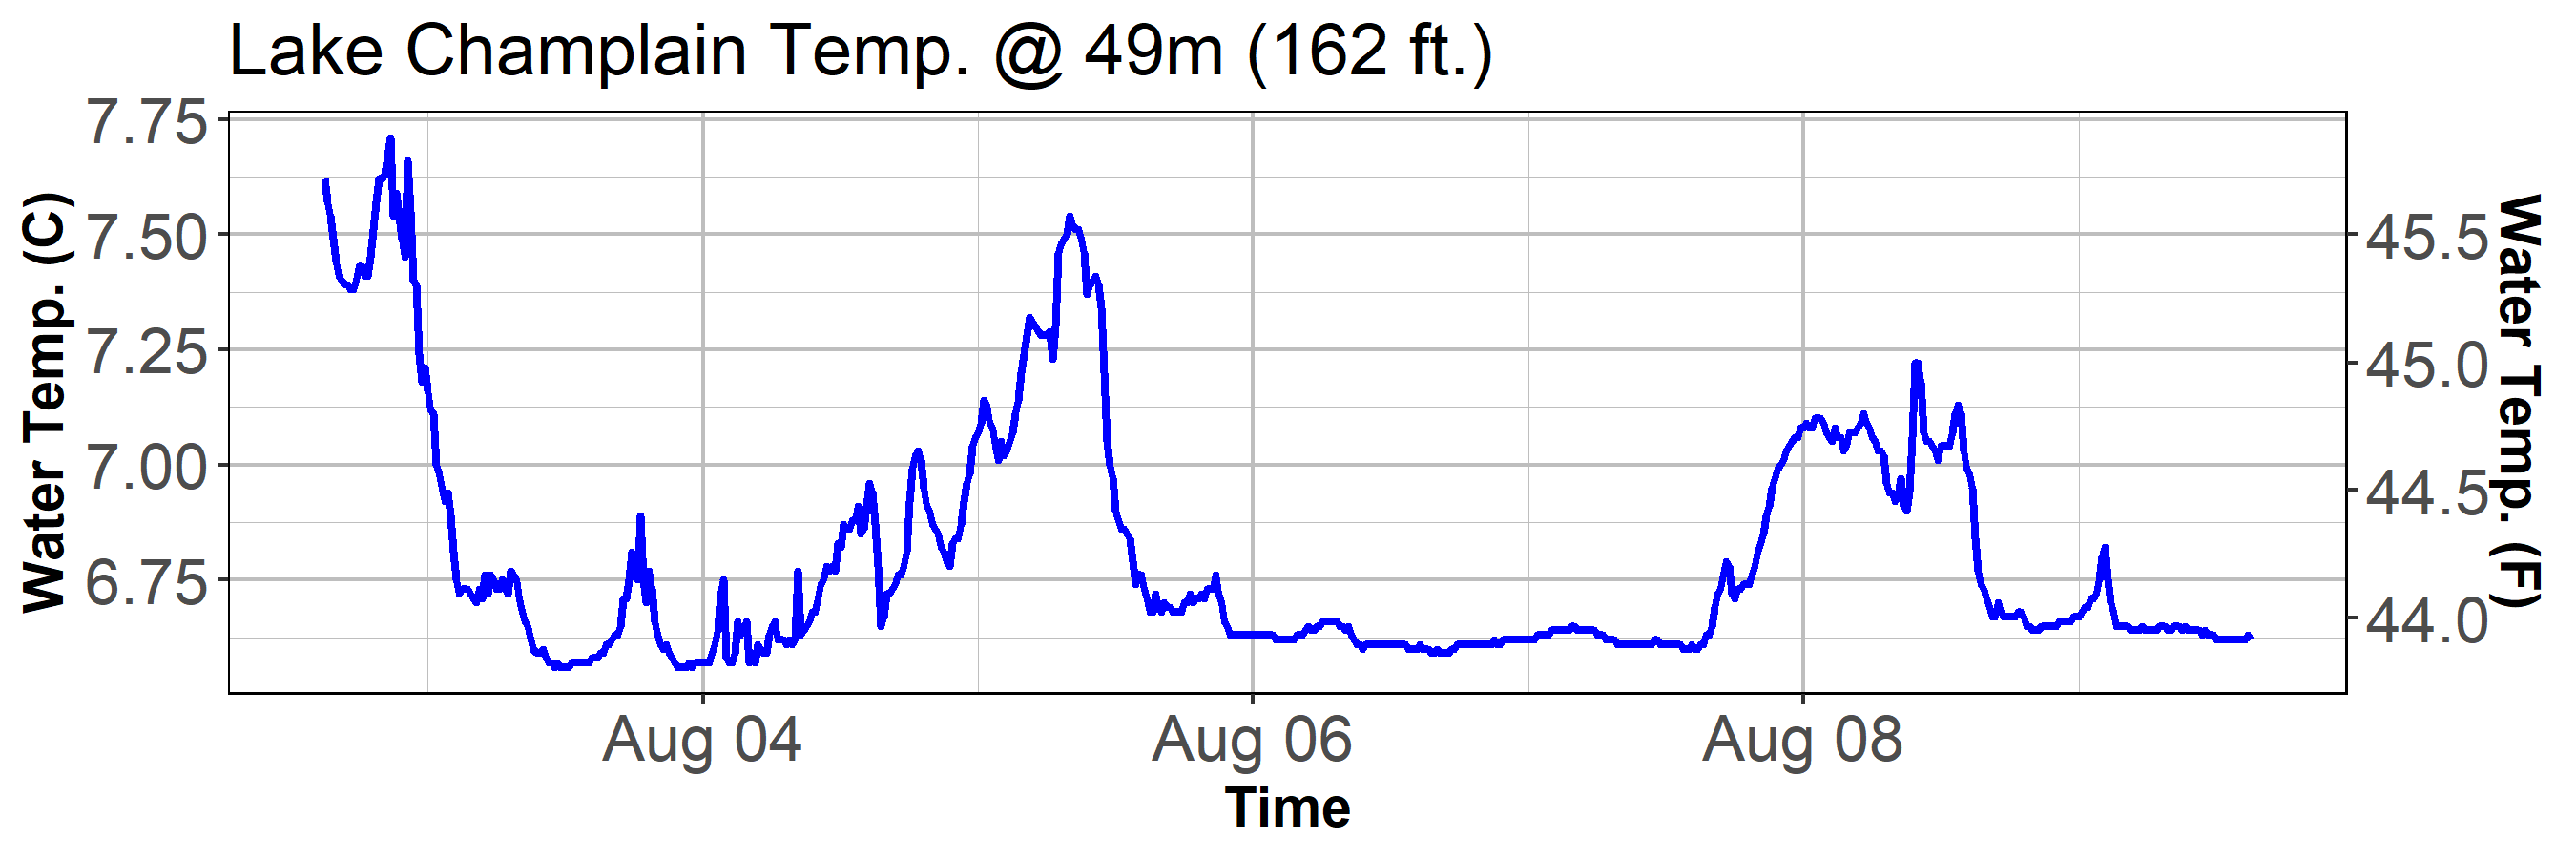 Lake Champlain Temp. @ 49m (162 ft.)
Water Temp. (C)
7.75
7.50
7.25
7.00
6.75
45.5
45.0
44.5
44.0
Water Temp. (F)
Aug 04
Aug 06
Aug 08
Time